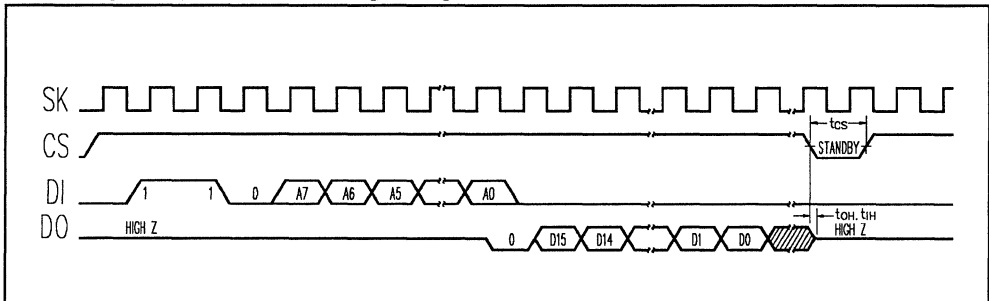 SK
CS
tCS
STANDBY
DI 1 1 0 A7 A6 A5 A0
tOH, tIH
DO HIGH Z 0 D15 D14 D1 D0 HIGH Z